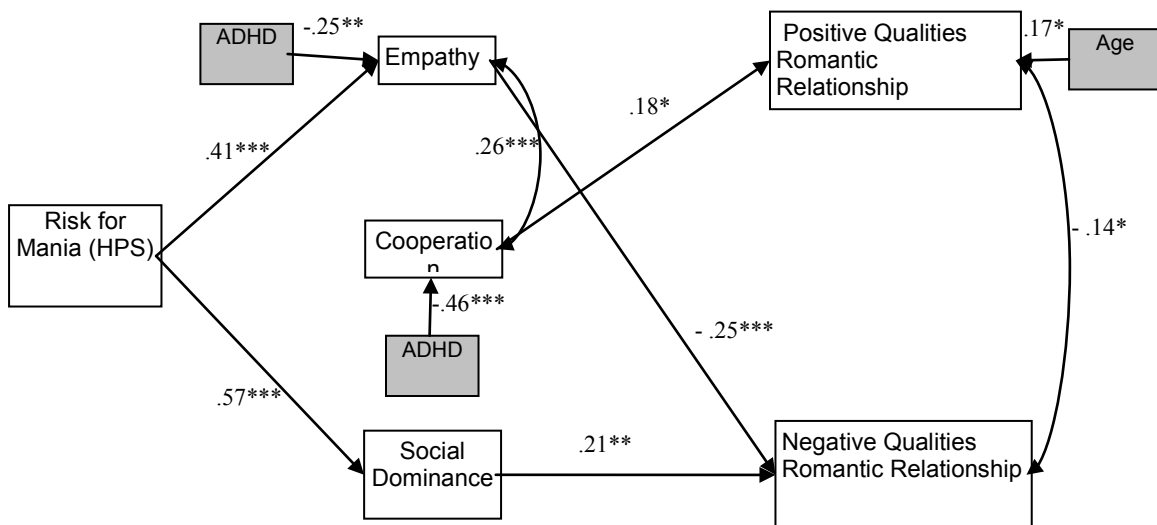 ADHD
-.25**
Empathy
Positive Qualities
Romantic
Relationship
.17*
Age
.18*
.26***
.41***
Risk for
Mania (HPS)
Cooperatio
n
- .14*
-.46***
ADHD
- .25***
.57***
Social
Dominance
.21**
Negative Qualities
Romantic Relationship